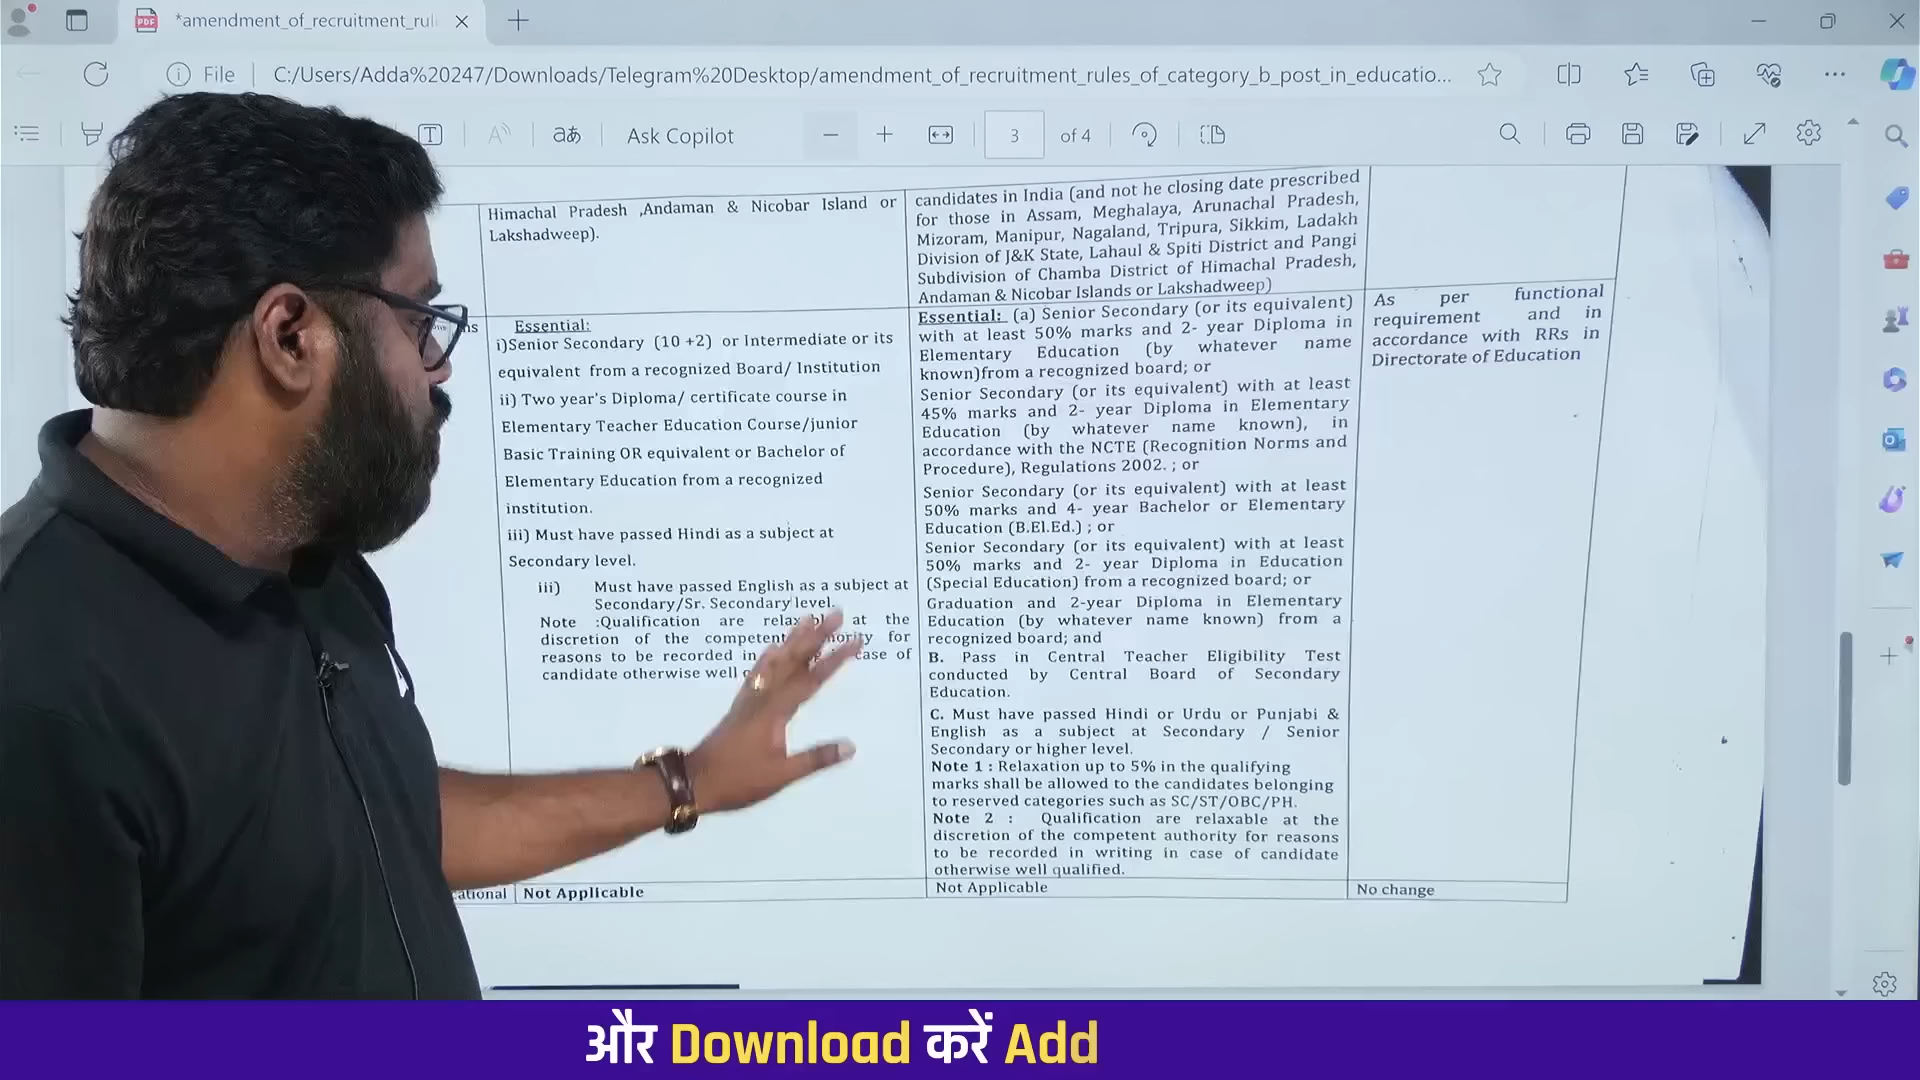 *amendment_of_recruitment_rul
File
C:/Users/Adda%20247/Downloads/Telegram%20Desktop/amendment_of_recruitment_rules_of_category_b_post_in_educatio...
Ask Copilot
3
of 4
Himachal Pradesh ,Andaman & Nicobar Island or
Lakshadweep).
candidates in India (and not he closing date prescribed
for those in Assam, Meghalaya, Arunachal Pradesh,
Mizoram, Manipur, Nagaland, Tripura, Sikkim, Ladakh
Division of J&K State, Lahaul & Spiti District and Pangi
Subdivision of Chamba District of Himachal Pradesh,
Andaman & Nicobar Islands or Lakshadweep)
Essential:
i)Senior Secondary (10 +2) or Intermediate or its
equivalent from a recognized Board/ Institution
ii) Two year's Diploma/ certificate course in
Elementary Teacher Education Course/junior
Basic Training OR equivalent or Bachelor of
Elementary Education from a recognized
institution.
iii) Must have passed Hindi as a subject at
Secondary level.
iii) Must have passed English as a subject at
Secondary/Sr. Secondary level.
Note :Qualification are at the
discretion of the competent for
reasons to be recorded in case of
candidate otherwise well
Essential: (a) Senior Secondary (or its equivalent)
with at least 50% marks and 2- year Diploma in
Elementary Education (by whatever name
known)from a recognized board; or
Senior Secondary (or its equivalent) with at least
45% marks and 2- year Diploma in Elementary
Education (by whatever name known), in
accordance with the NCTE (Recognition Norms and
Procedure), Regulations 2002. ; or
Senior Secondary (or its equivalent) with at least
50% marks and 4- year Bachelor or Elementary
Education (B.El.Ed.) ; or
Senior Secondary (or its equivalent) with at least
50% marks and 2- year Diploma in Education
(Special Education) from a recognized board; or
Graduation and 2-year Diploma in Elementary
Education (by whatever name known) from a
recognized board; and
B. Pass in Central Teacher Eligibility Test
conducted by Central Board of Secondary
Education.
C. Must have passed Hindi or Urdu or Punjabi &
English as a subject at Secondary / Senior
Secondary or higher level.
Note 1 : Relaxation up to 5% in the qualifying
marks shall be allowed to the candidates belonging
to reserved categories such as SC/ST/OBC/PH.
Note 2 : Qualification are relaxable at the
discretion of the competent authority for reasons
to be recorded in writing in case of candidate
otherwise well qualified.
As per functional
requirement and in
accordance with RRs in
Directorate of Education
Not Applicable
Not Applicable
No change
और Download करें Add